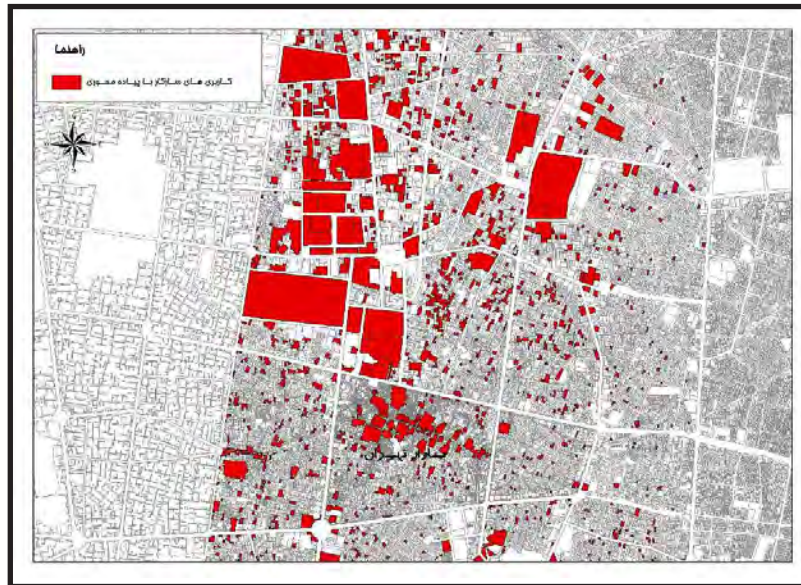 راهنما
کاربری های سازگار با پیاده محوری
بازار تهران